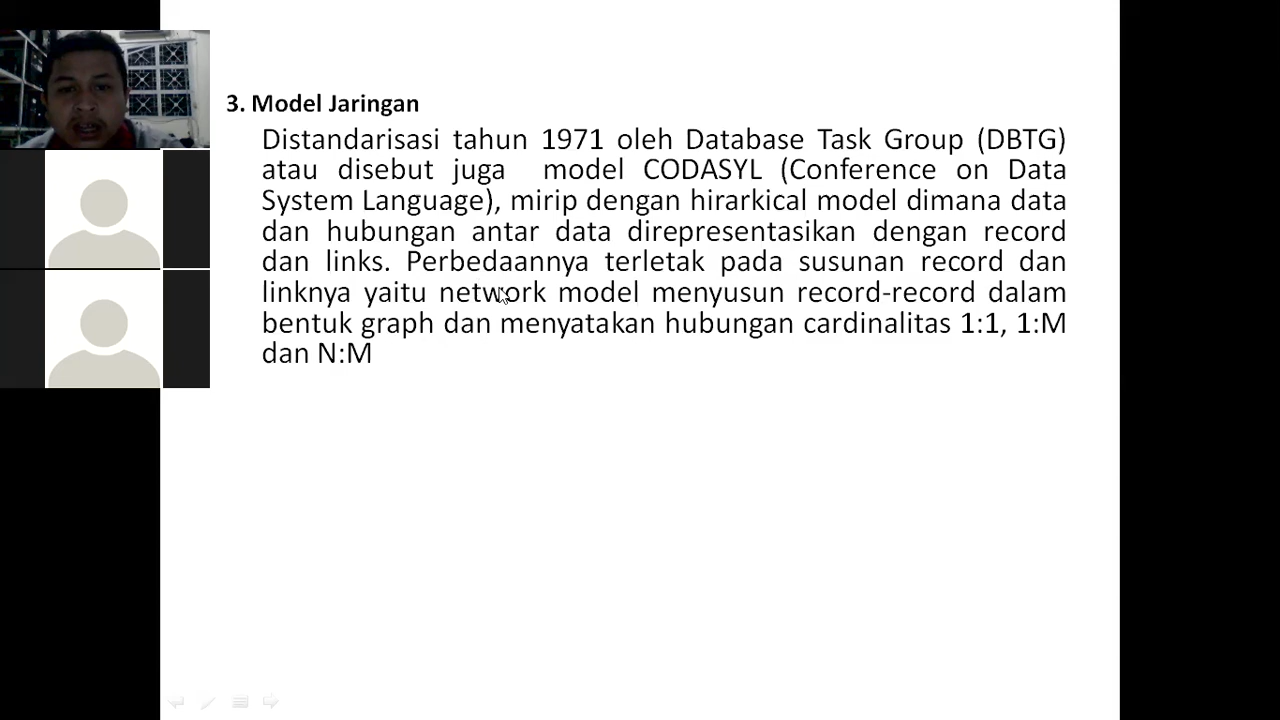 3. Model Jaringan
Distandarisasi tahun 1971 oleh Database Task Group (DBTG)
atau disebut juga model CODASYL (Conference on Data
System Language), mirip dengan hirarkical model dimana data
dan hubungan antar data direpresentasikan dengan record
dan links. Perbedaannya terletak pada susunan record dan
linknya yaitu network model menyusun record-record dalam
bentuk graph dan menyatakan hubungan cardinalitas 1:1, 1:M
dan N:M